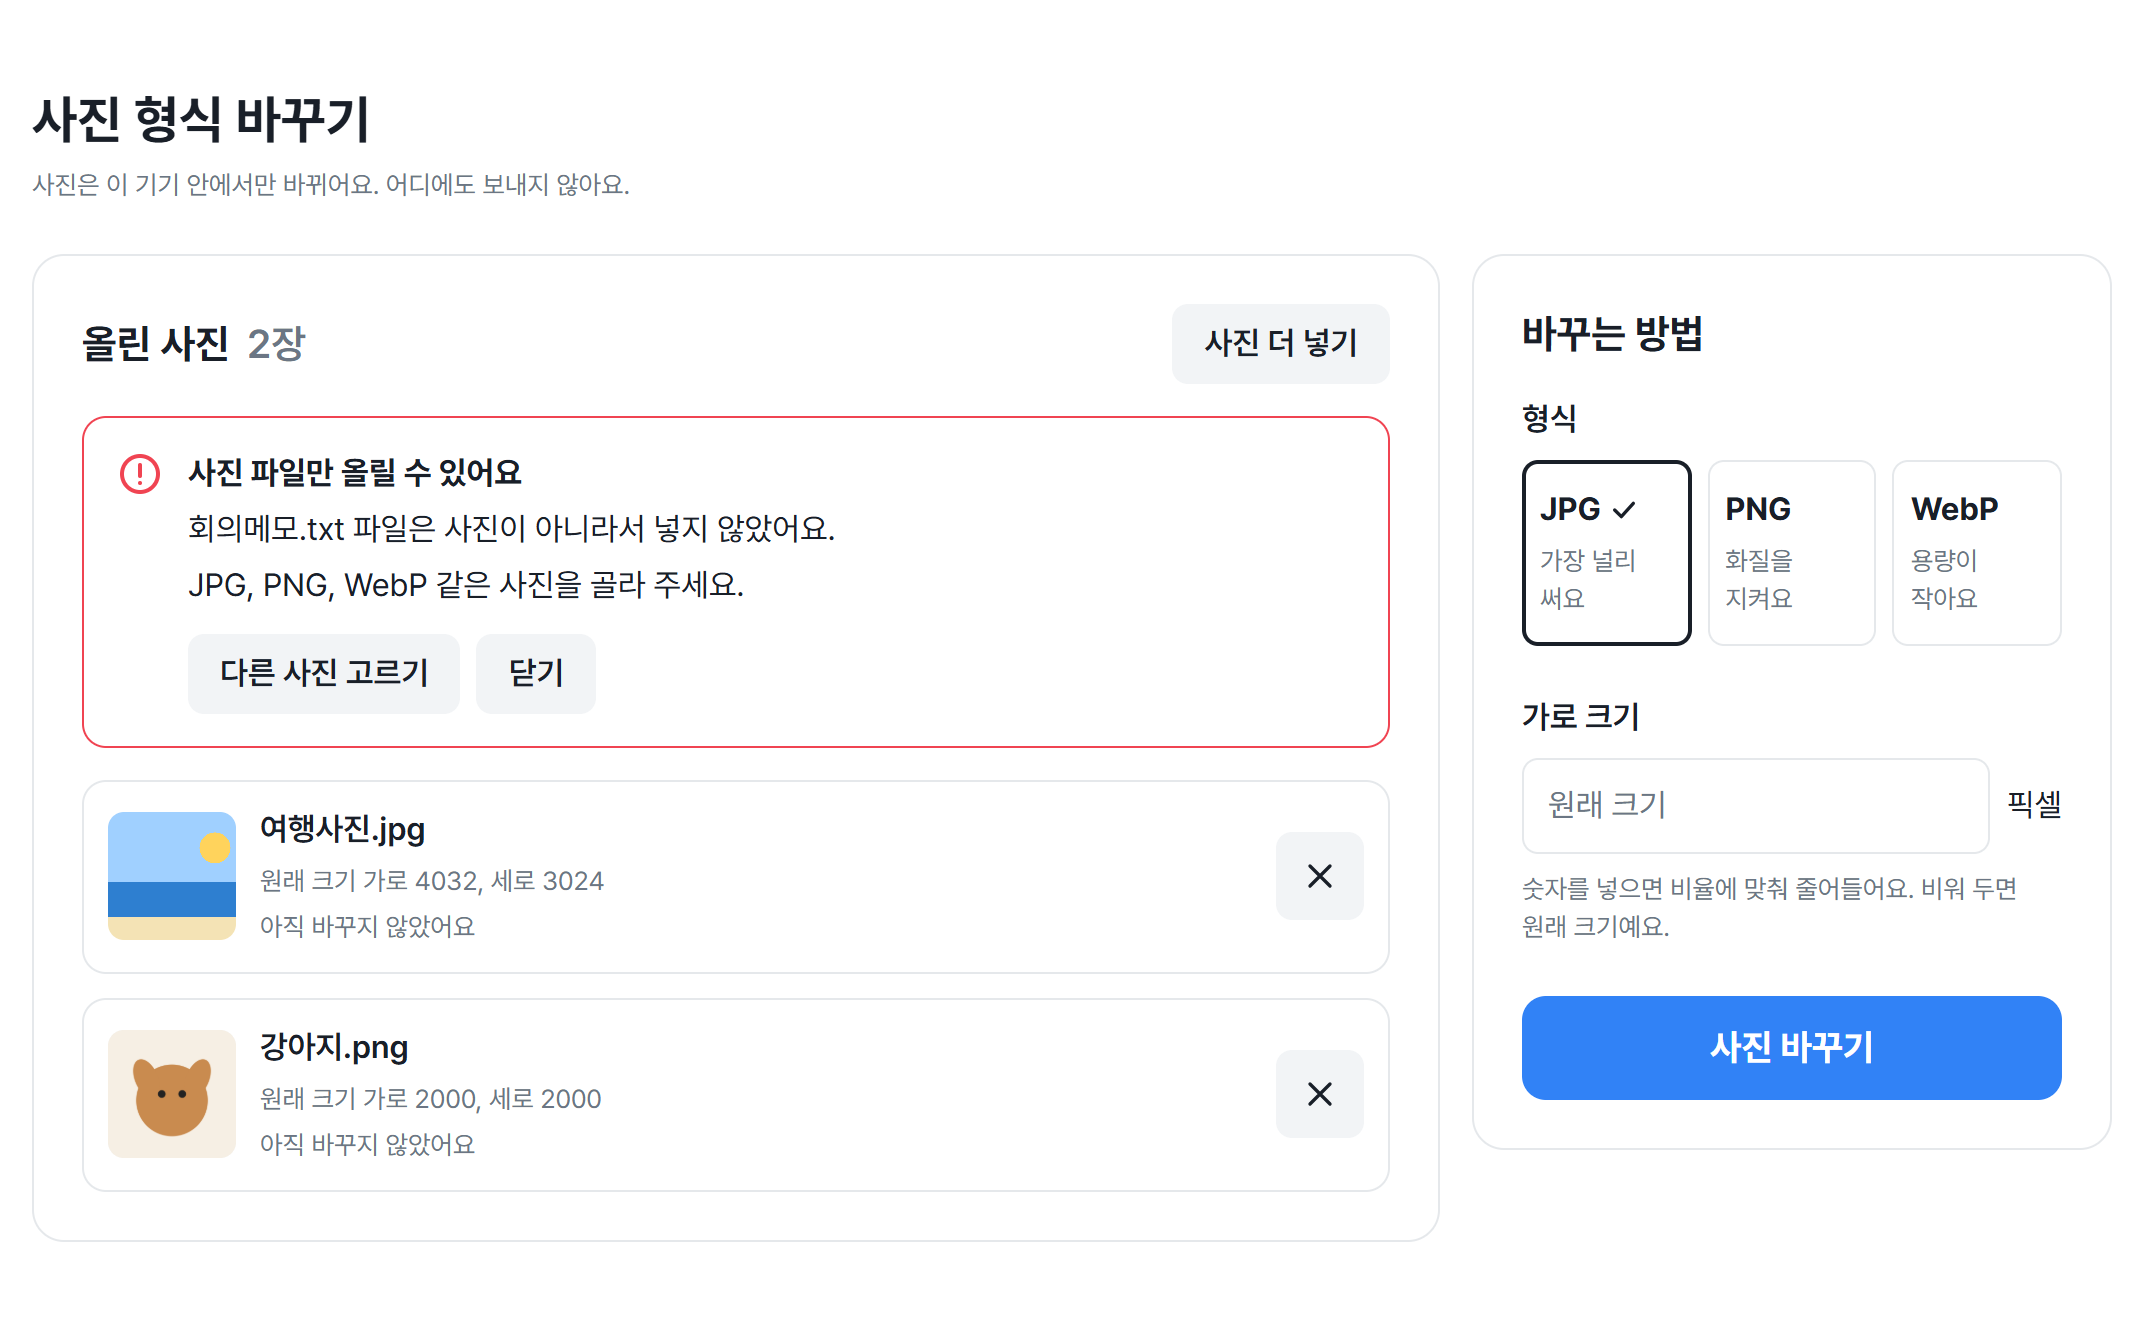 사진 형식 바꾸기
사진은 이 기기 안에서만 바뀌어요. 어디에도 보내지 않아요.
올린 사진 2장
사진 더 넣기
사진 파일만 올릴 수 있어요
회의메모.txt 파일은 사진이 아니라서 넣지 않았어요.
JPG, PNG, WebP 같은 사진을 골라 주세요.
다른 사진 고르기
닫기
여행사진.jpg
원래 크기 가로 4032, 세로 3024
아직 바꾸지 않았어요
강아지.png
원래 크기 가로 2000, 세로 2000
아직 바꾸지 않았어요
바꾸는 방법
형식
JPG
가장 널리
써요
PNG
화질을
지켜요
WebP
용량이
작아요
가로 크기
원래 크기
픽셀
숫자를 넣으면 비율에 맞춰 줄어들어요. 비워 두면
원래 크기예요.
사진 바꾸기